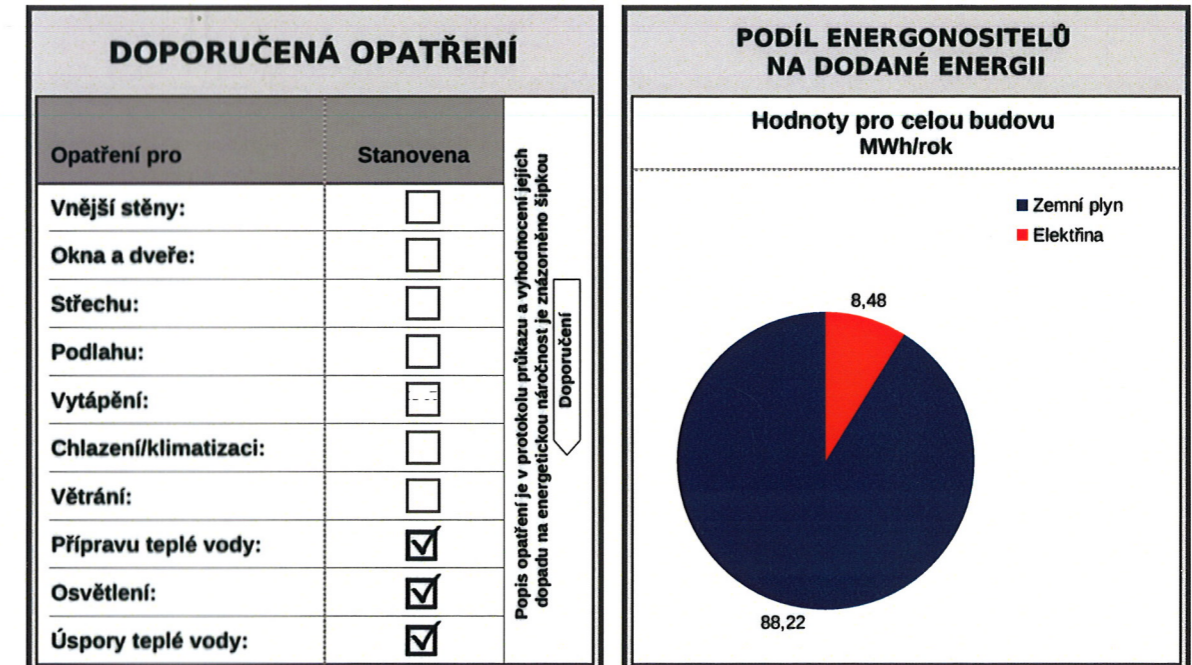 DOPORUČENÁ OPATŘENÍ
Opatření pro
Stanovena
Vnější stěny:
Okna a dveře:
Střechu:
Podlahu:
Vytápění:
Chlazení/klimatizaci:
Větrání:
Přípravu teplé vody:
Osvětlení:
Úspory teplé vody:
Popis opatření je v protokolu průkazu a vyhodnocení jejích
dopadu na energetickou náročnost je znázorněno šipkou
Doporučení
PODÍL ENERGONOSITELŮ
NA DODANÉ ENERGII
Hodnoty pro celou budovu
MWh/rok
Zemní plyn
Elektřina
8,48
88,22